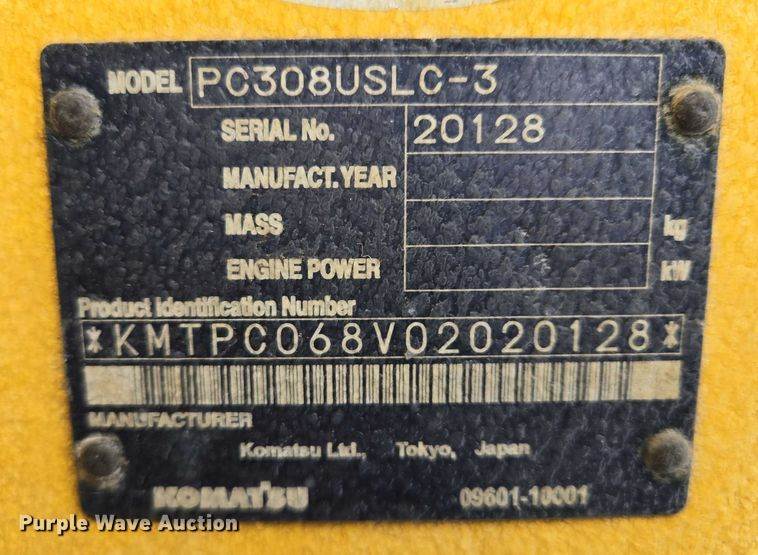 MODEL PC308USLC-3
SERIAL No. 20128
MANUFACT.YEAR
MASS kg
ENGINE POWER kW
Product Identification Number
*KMTPC068V02020128*
MANUFACTURER
Komatsu Ltd., Tokyo, Japan
KOMATSU 09601-10001
Purple Wave Auction